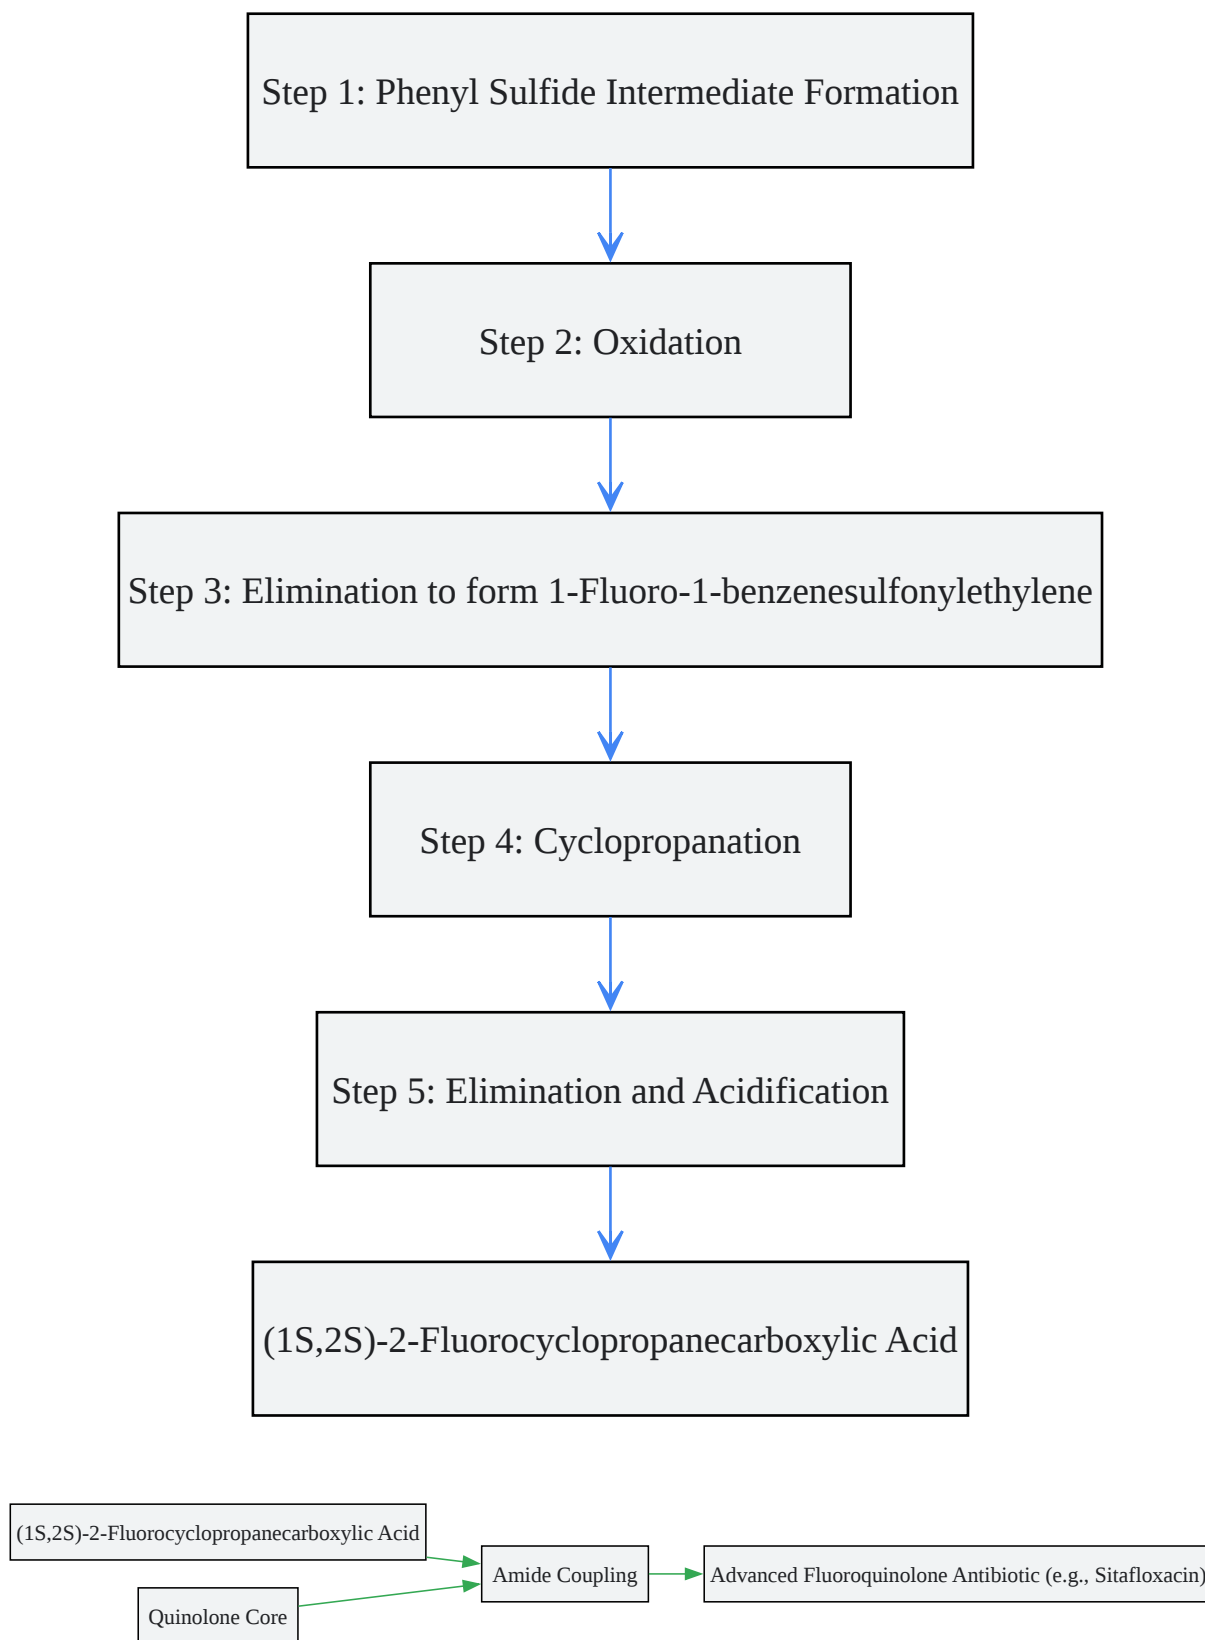 Step 1: Phenyl Sulfide Intermediate Formation
Step 2: Oxidation
Step 3: Elimination to form 1-Fluoro-1-benzenesulfonylethylene
Step 4: Cyclopropanation
Step 5: Elimination and Acidification
(1S,2S)-2-Fluorocyclopropanecarboxylic Acid
(1S,2S)-2-Fluorocyclopropanecarboxylic Acid
Quinolone Core
Amide Coupling
Advanced Fluoroquinolone Antibiotic (e.g., Sitafloxacin)